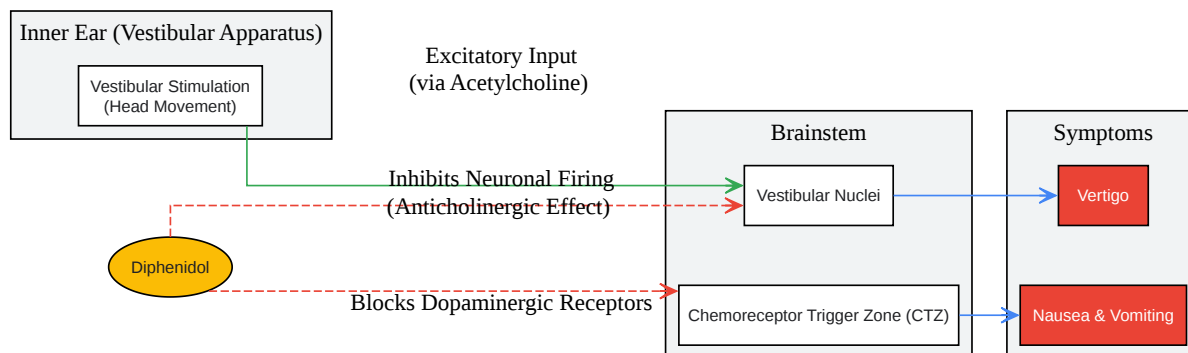 Inner Ear (Vestibular Apparatus)
Vestibular Stimulation
(Head Movement)
Excitatory Input
(via Acetylcholine)
Brainstem
Symptoms
Inhibits Neuronal Firing
(Anticholinergic Effect)
Vestibular Nuclei
Vertigo
Diphenidol
Blocks Dopaminergic Receptors
Chemoreceptor Trigger Zone (CTZ)
Nausea & Vomiting